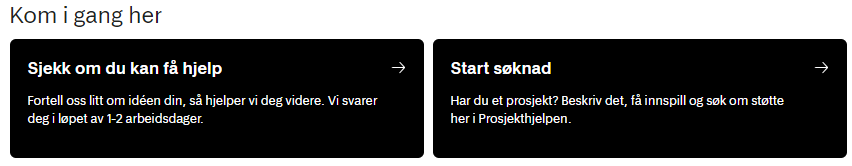 Kom i gang her
Sjekk om du kan få hjelp
Fortell oss litt om idéen din, så hjelper vi deg videre. Vi svarer
deg i løpet av 1-2 arbeidsdager.
Start søknad
Har du et prosjekt? Beskriv det, få innspill og søk om støtte
her i Prosjekthjelpen.